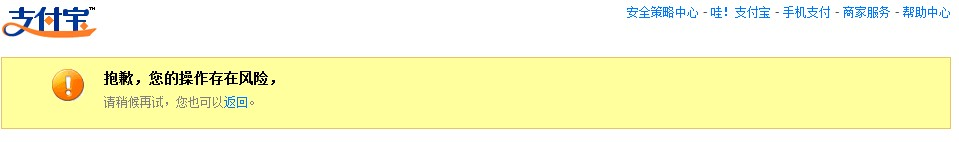 支付宝™
安全策略中心 - 哇！支付宝 - 手机支付 - 商家服务 - 帮助中心
抱歉，您的操作存在风险，
请稍候再试，您也可以返回。